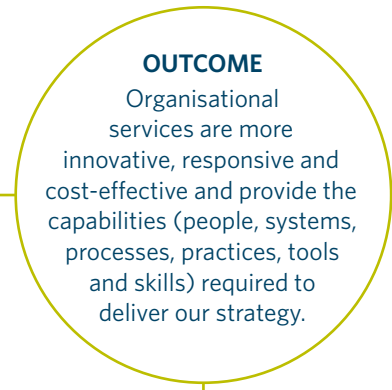 OUTCOME
Organisational
services are more
innovative, responsive and
cost-effective and provide the
capabilities (people, systems,
processes, practices, tools
and skills) required to
deliver our strategy.